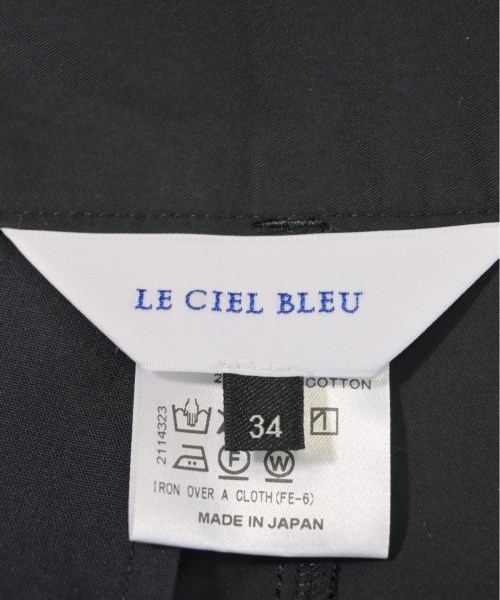 LE CIEL BLEU
COTTON
34
2114323
F W
IRON OVER A CLOTH(FE-6)
MADE IN JAPAN